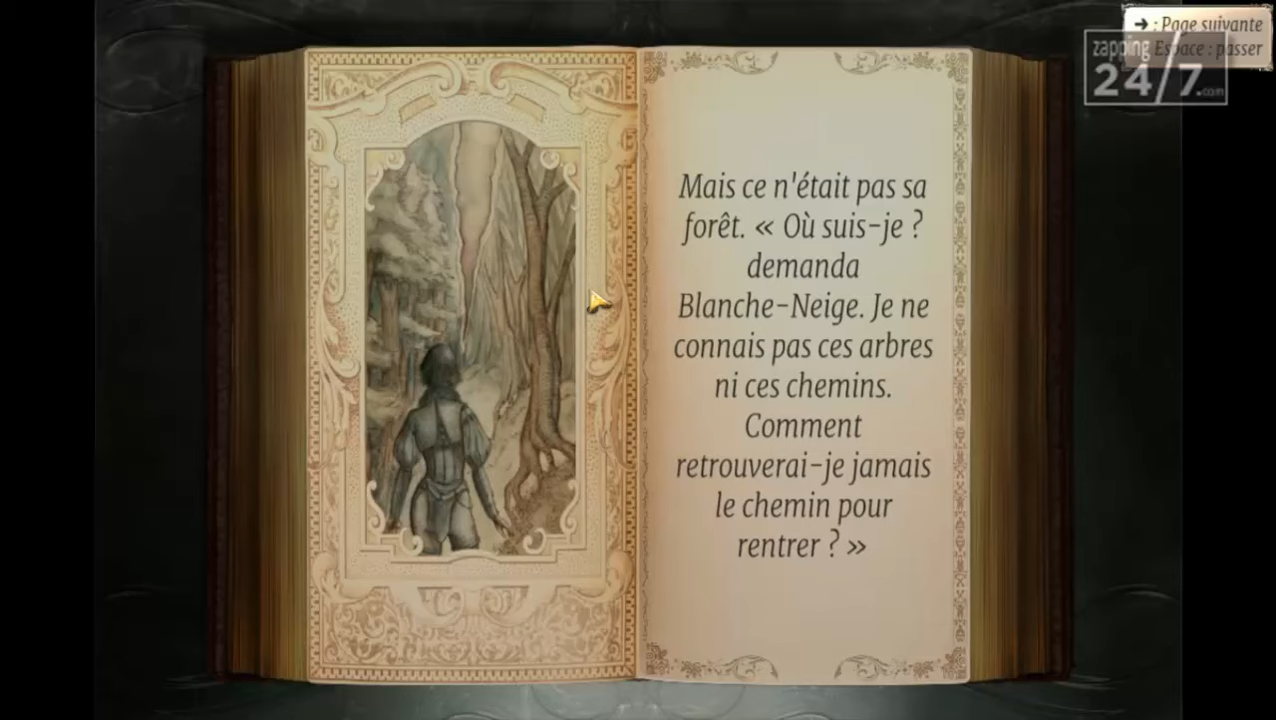 → : Page suivante
Espace : passer
zapping
24/7.com
Mais ce n'était pas sa
forêt. « Où suis-je ?
demanda
Blanche-Neige. Je ne
connais pas ces arbres
ni ces chemins.
Comment
retrouverai-je jamais
le chemin pour
rentrer ? »